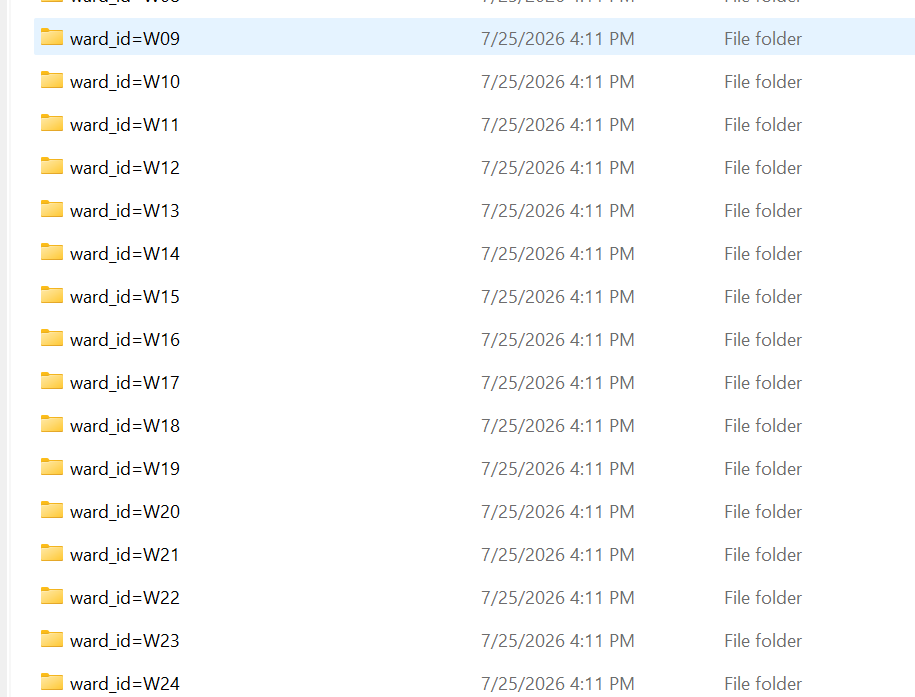 ward_id=W09 7/25/2026 4:11 PM File folder
ward_id=W10 7/25/2026 4:11 PM File folder
ward_id=W11 7/25/2026 4:11 PM File folder
ward_id=W12 7/25/2026 4:11 PM File folder
ward_id=W13 7/25/2026 4:11 PM File folder
ward_id=W14 7/25/2026 4:11 PM File folder
ward_id=W15 7/25/2026 4:11 PM File folder
ward_id=W16 7/25/2026 4:11 PM File folder
ward_id=W17 7/25/2026 4:11 PM File folder
ward_id=W18 7/25/2026 4:11 PM File folder
ward_id=W19 7/25/2026 4:11 PM File folder
ward_id=W20 7/25/2026 4:11 PM File folder
ward_id=W21 7/25/2026 4:11 PM File folder
ward_id=W22 7/25/2026 4:11 PM File folder
ward_id=W23 7/25/2026 4:11 PM File folder
ward_id=W24 7/25/2026 4:11 PM File folder